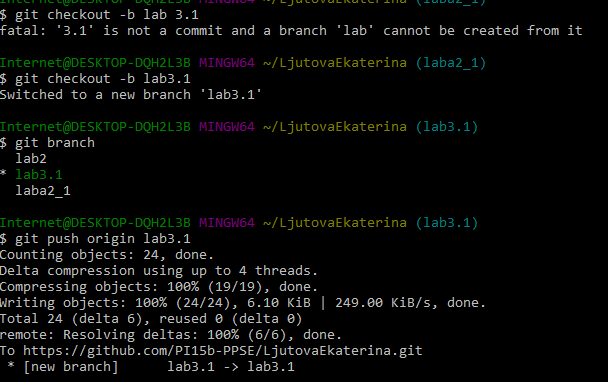 Internet@DESKTOP-DQH2L3B MINGW64 ~/LjutovaEkaterina (laba2_1)
$ git checkout -b lab 3.1
fatal: '3.1' is not a commit and a branch 'lab' cannot be created from it
Internet@DESKTOP-DQH2L3B MINGW64 ~/LjutovaEkaterina (laba2_1)
$ git checkout -b lab3.1
Switched to a new branch 'lab3.1'
Internet@DESKTOP-DQH2L3B MINGW64 ~/LjutovaEkaterina (lab3.1)
$ git branch
  lab2
* lab3.1
  laba2_1
Internet@DESKTOP-DQH2L3B MINGW64 ~/LjutovaEkaterina (lab3.1)
$ git push origin lab3.1
Counting objects: 24, done.
Delta compression using up to 4 threads.
Compressing objects: 100% (19/19), done.
Writing objects: 100% (24/24), 6.10 KiB | 249.00 KiB/s, done.
Total 24 (delta 6), reused 0 (delta 0)
remote: Resolving deltas: 100% (6/6), done.
To https://github.com/PI15b-PPSE/LjutovaEkaterina.git
 * [new branch]      lab3.1 -> lab3.1